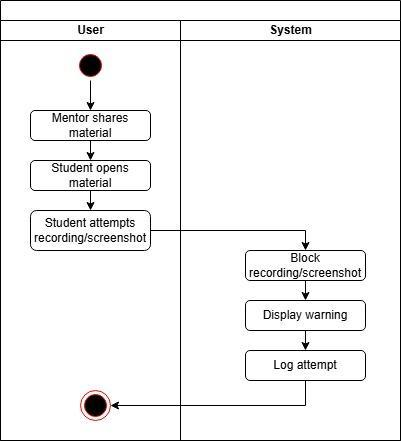 User
System
Mentor shares
material
Student opens
material
Student attempts
recording/screenshot
Block
recording/screenshot
Display warning
Log attempt